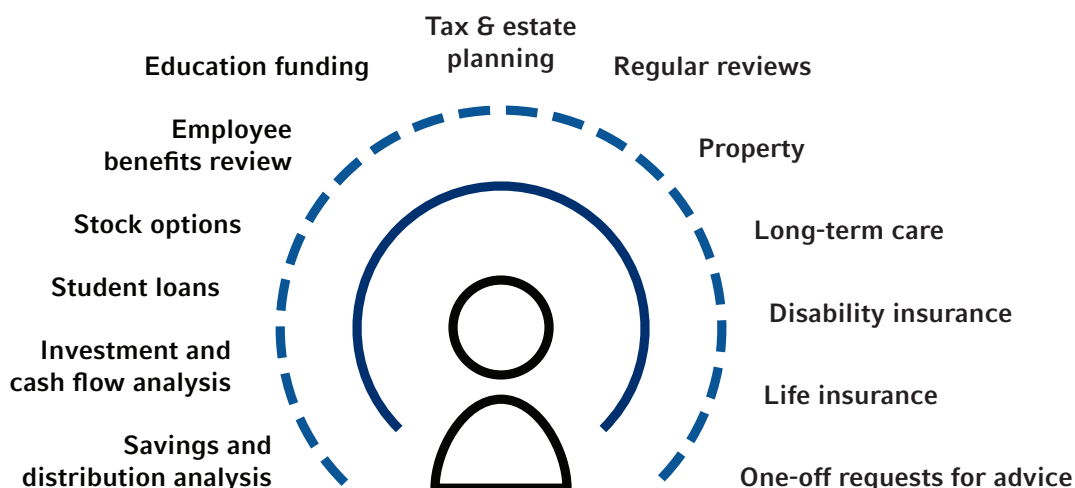 Tax & estate
planning
Education funding
Regular reviews
Employee
benefits review
Property
Stock options
Long-term care
Student loans
Disability insurance
Investment and
cash flow analysis
Life insurance
Savings and
distribution analysis
One-off requests for advice